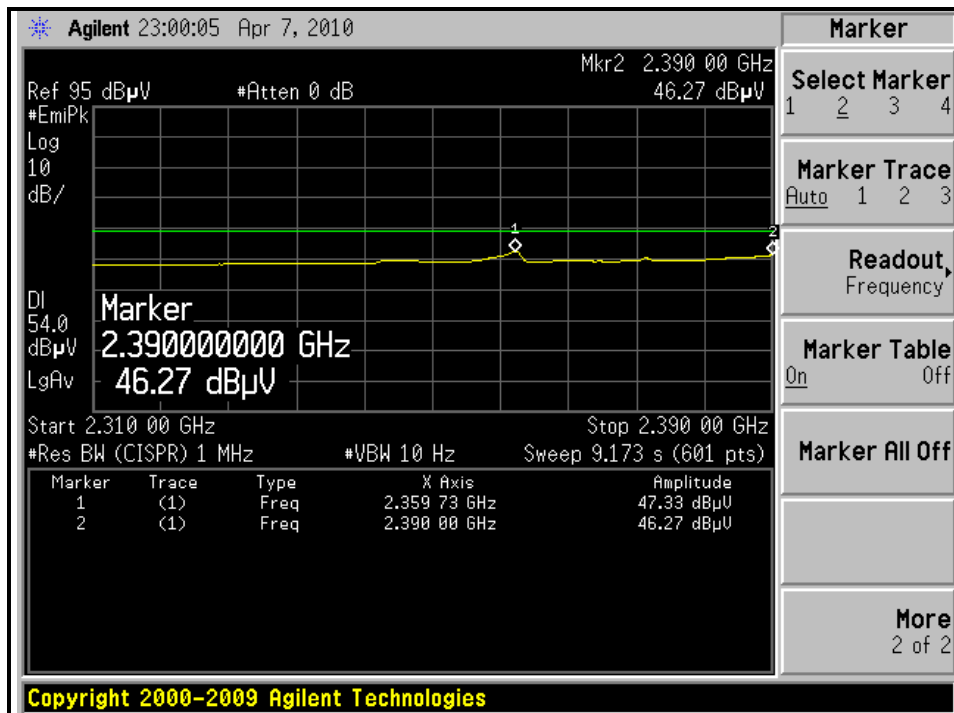 Agilent 23:00:05 Apr 7, 2010
Marker
Mkr2 2.390 00 GHz
Ref 95 dBµV #Atten 0 dB 46.27 dBµV
#EmiPk
Log
10
dB/
1
2
DI
54.0
dBµV
LgAv
Marker
2.390000000 GHz
46.27 dBµV
Start 2.310 00 GHz Stop 2.390 00 GHz
#Res BW (CISPR) 1 MHz #VBW 10 Hz Sweep 9.173 s (601 pts)
Marker Trace Type X Axis Amplitude
1 (1) Freq 2.359 73 GHz 47.33 dBµV
2 (1) Freq 2.390 00 GHz 46.27 dBµV
Select Marker
1 2 3 4
Marker Trace
Auto 1 2 3
Readout
Frequency
Marker Table
On Off
Marker All Off
More
2 of 2
Copyright 2000-2009 Agilent Technologies